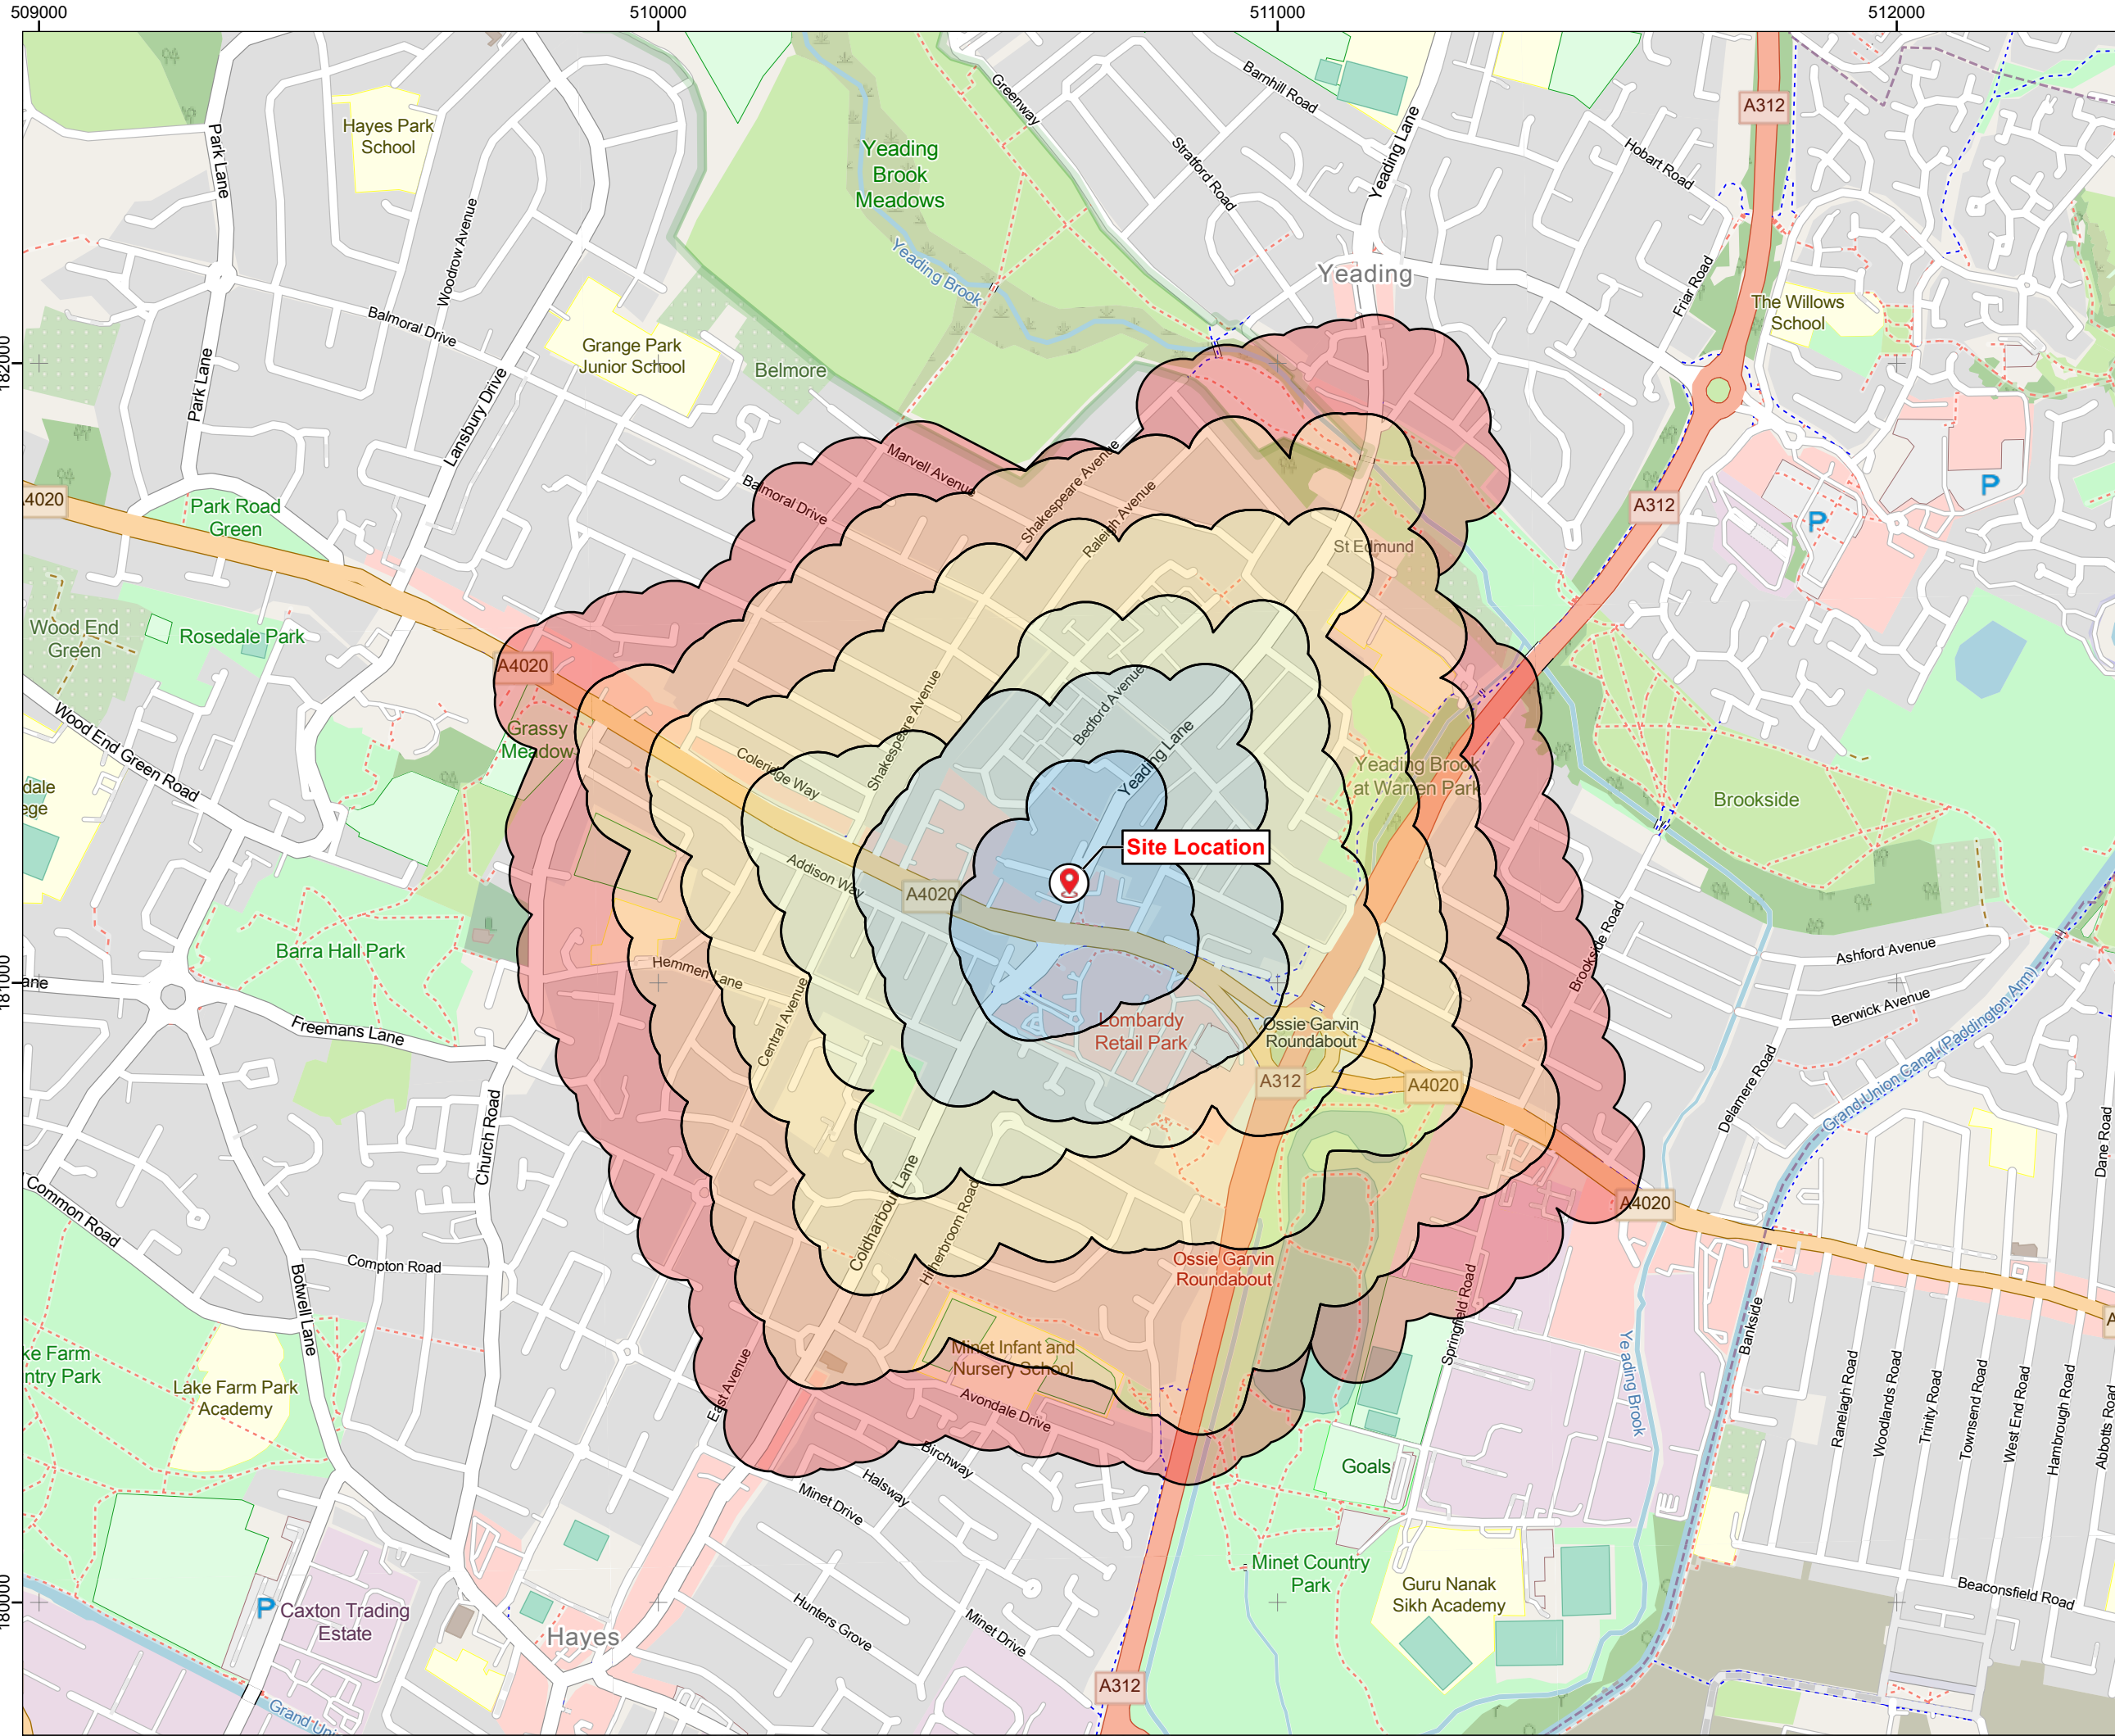 509000
510000
511000
512000
182000
181000
180000
Hayes Park
School
Park Lane
Woodrow Avenue
Balmoral Drive
Grange Park
Junior School
Belmore
Park Lane
Lansbury Drive
Yeading
Brook
Meadows
Yeading Brook
Greenway
Stratford Road
Barnhill Road
Yeading Lane
Hobart Road
A312
Yeading
Friar Road
The Willows
School
A312
P
P
4020
Park Road
Green
Wood End
Green
Rosedale Park
Wood End Green Road
dale
ege
A4020
Grassy
Meadow
Marvell Avenue
Balmoral Drive
Shakespeare Avenue
Raleigh Avenue
St Edmund
Shakespeare Avenue
Bedford Avenue
Yeading Lane
Coleridge Way
Addison Way
A4020
Site Location
Yeading Brook
at Warren Park
Brookside
Brookside Road
Ashford Avenue
Berwick Avenue
Grand Union Canal (Paddington Arm)
Delamere Road
Dane Road
Barra Hall Park
Hemmen Lane
Central Avenue
Lombardy
Retail Park
Ossie Garvin
Roundabout
A312
A4020
A4020
ane
Freemans Lane
Church Road
Common Road
Botwell Lane
Compton Road
Coldharbour Lane
Hitherbroom Road
Ossie Garvin
Roundabout
Springfield Road
Minet Infant and
Nursery School
Avondale Drive
East Avenue
Birchway
Halsway
Minet Drive
Hunters Grove
Minet Drive
ke Farm
ntry Park
Lake Farm Park
Academy
Goals
Minet Country
Park
Guru Nanak
Sikh Academy
Yeading Brook
Bankside
Ranelagh Road
Woodlands Road
Trinity Road
Townsend Road
West End Road
Hambrough Road
Abbotts Road
A
Beaconsfield Road
P
Caxton Trading
Estate
Hayes
Grand Uni
A312